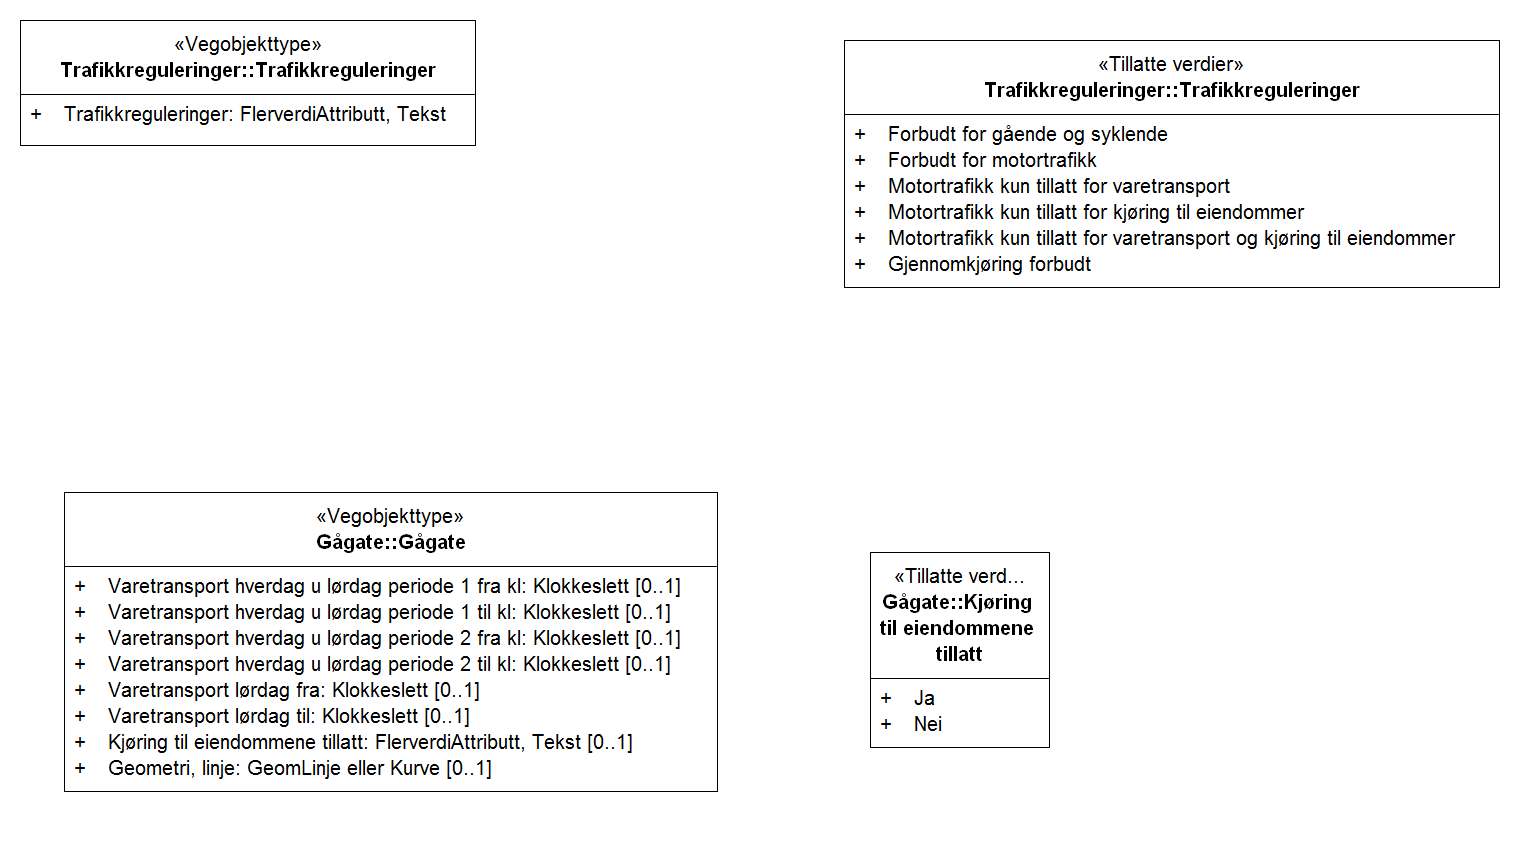 «Vegobjekttype»
Trafikkreguleringer::Trafikkreguleringer
+ Trafikkreguleringer: FlerverdiAttributt, Tekst
«Tillatte verdier»
Trafikkreguleringer::Trafikkreguleringer
+ Forbudt for gående og syklende
+ Forbudt for motortrafikk
+ Motortrafikk kun tillatt for varetransport
+ Motortrafikk kun tillatt for kjøring til eiendommer
+ Motortrafikk kun tillatt for varetransport og kjøring til eiendommer
+ Gjennomkjøring forbudt
«Vegobjekttype»
Gågate::Gågate
+ Varetransport hverdag u lørdag periode 1 fra kl: Klokkeslett [0..1]
+ Varetransport hverdag u lørdag periode 1 til kl: Klokkeslett [0..1]
+ Varetransport hverdag u lørdag periode 2 fra kl: Klokkeslett [0..1]
+ Varetransport hverdag u lørdag periode 2 til kl: Klokkeslett [0..1]
+ Varetransport lørdag fra: Klokkeslett [0..1]
+ Varetransport lørdag til: Klokkeslett [0..1]
+ Kjøring til eiendommene tillatt: FlerverdiAttributt, Tekst [0..1]
+ Geometri, linje: GeomLinje eller Kurve [0..1]
«Tillatte verd...
Gågate::Kjøring
til eiendommene
tillatt
+ Ja
+ Nei